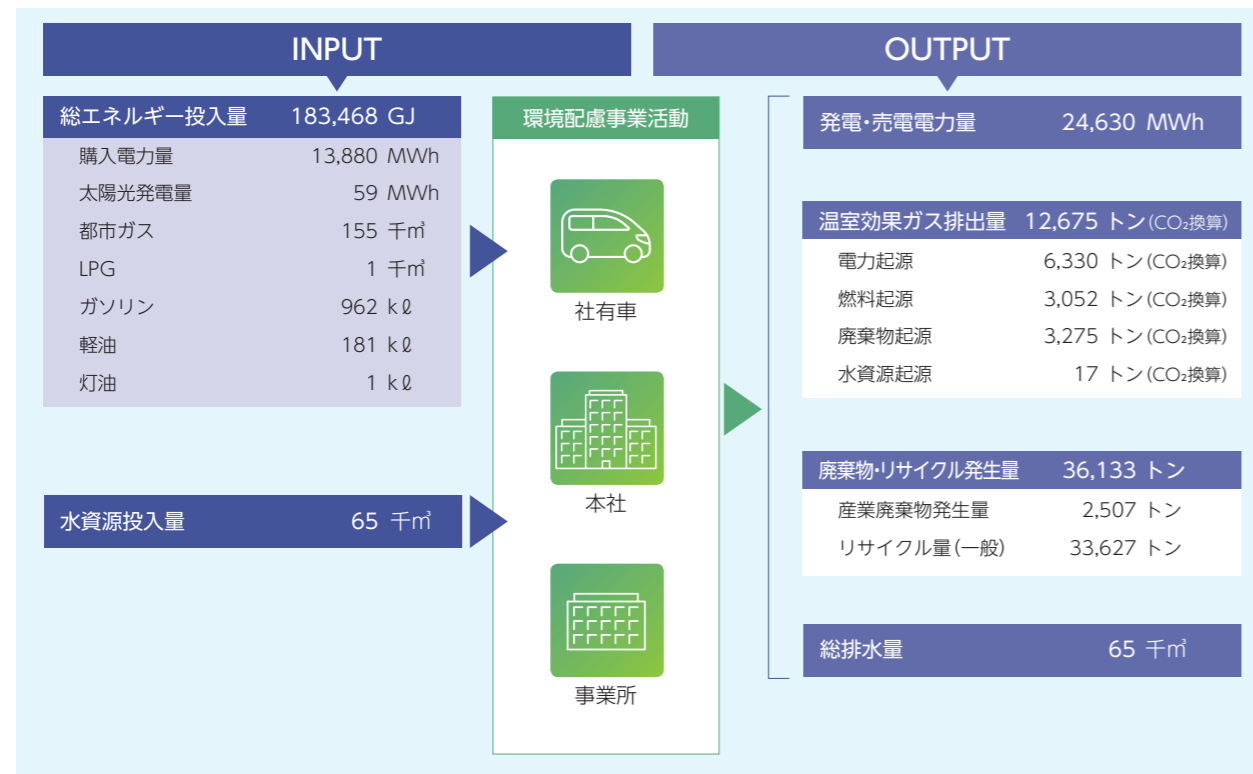 INPUT
OUTPUT
総エネルギー投入量 183,468 GJ
購入電力量 13,880 MWh
太陽光発電量 59 MWh
都市ガス 155 千㎥
LPG 1 千㎥
ガソリン 962 kℓ
軽油 181 kℓ
灯油 1 kℓ
水資源投入量 65 千㎥
環境配慮事業活動
社有車
本社
事業所
発電・売電電力量 24,630 MWh
温室効果ガス排出量 12,675 トン(CO₂換算)
電力起源 6,330 トン(CO₂換算)
燃料起源 3,052 トン(CO₂換算)
廃棄物起源 3,275 トン(CO₂換算)
水資源起源 17 トン(CO₂換算)
廃棄物・リサイクル発生量 36,133 トン
産業廃棄物発生量 2,507 トン
リサイクル量(一般) 33,627 トン
総排水量 65 千㎥